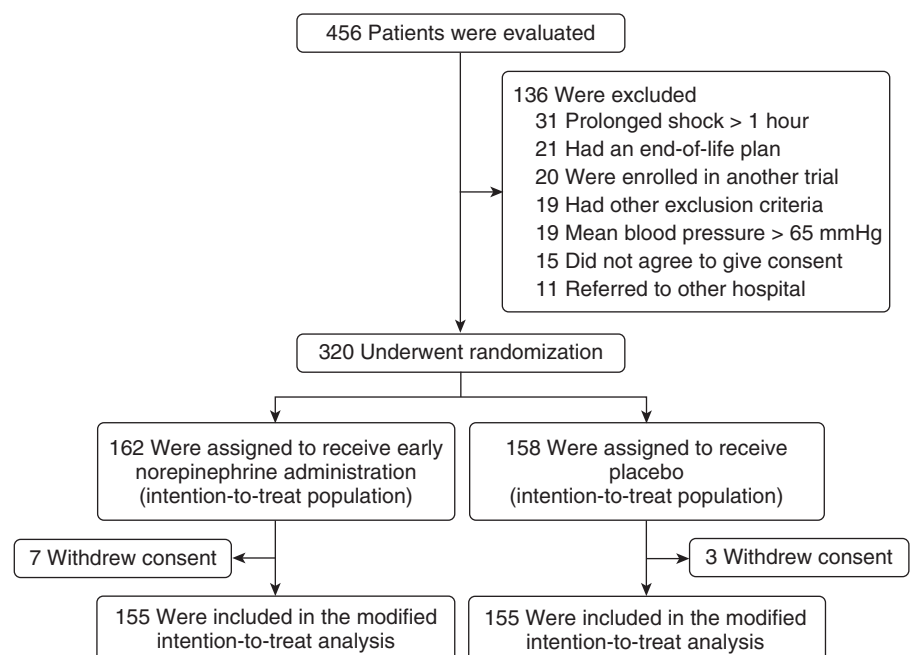 456 Patients were evaluated
136 Were excluded
31 Prolonged shock > 1 hour
21 Had an end-of-life plan
20 Were enrolled in another trial
19 Had other exclusion criteria
19 Mean blood pressure > 65 mmHg
15 Did not agree to give consent
11 Referred to other hospital
320 Underwent randomization
162 Were assigned to receive early
norepinephrine administration
(intention-to-treat population)
158 Were assigned to receive
placebo
(intention-to-treat population)
7 Withdrew consent
3 Withdrew consent
155 Were included in the modified
intention-to-treat analysis
155 Were included in the modified
intention-to-treat analysis